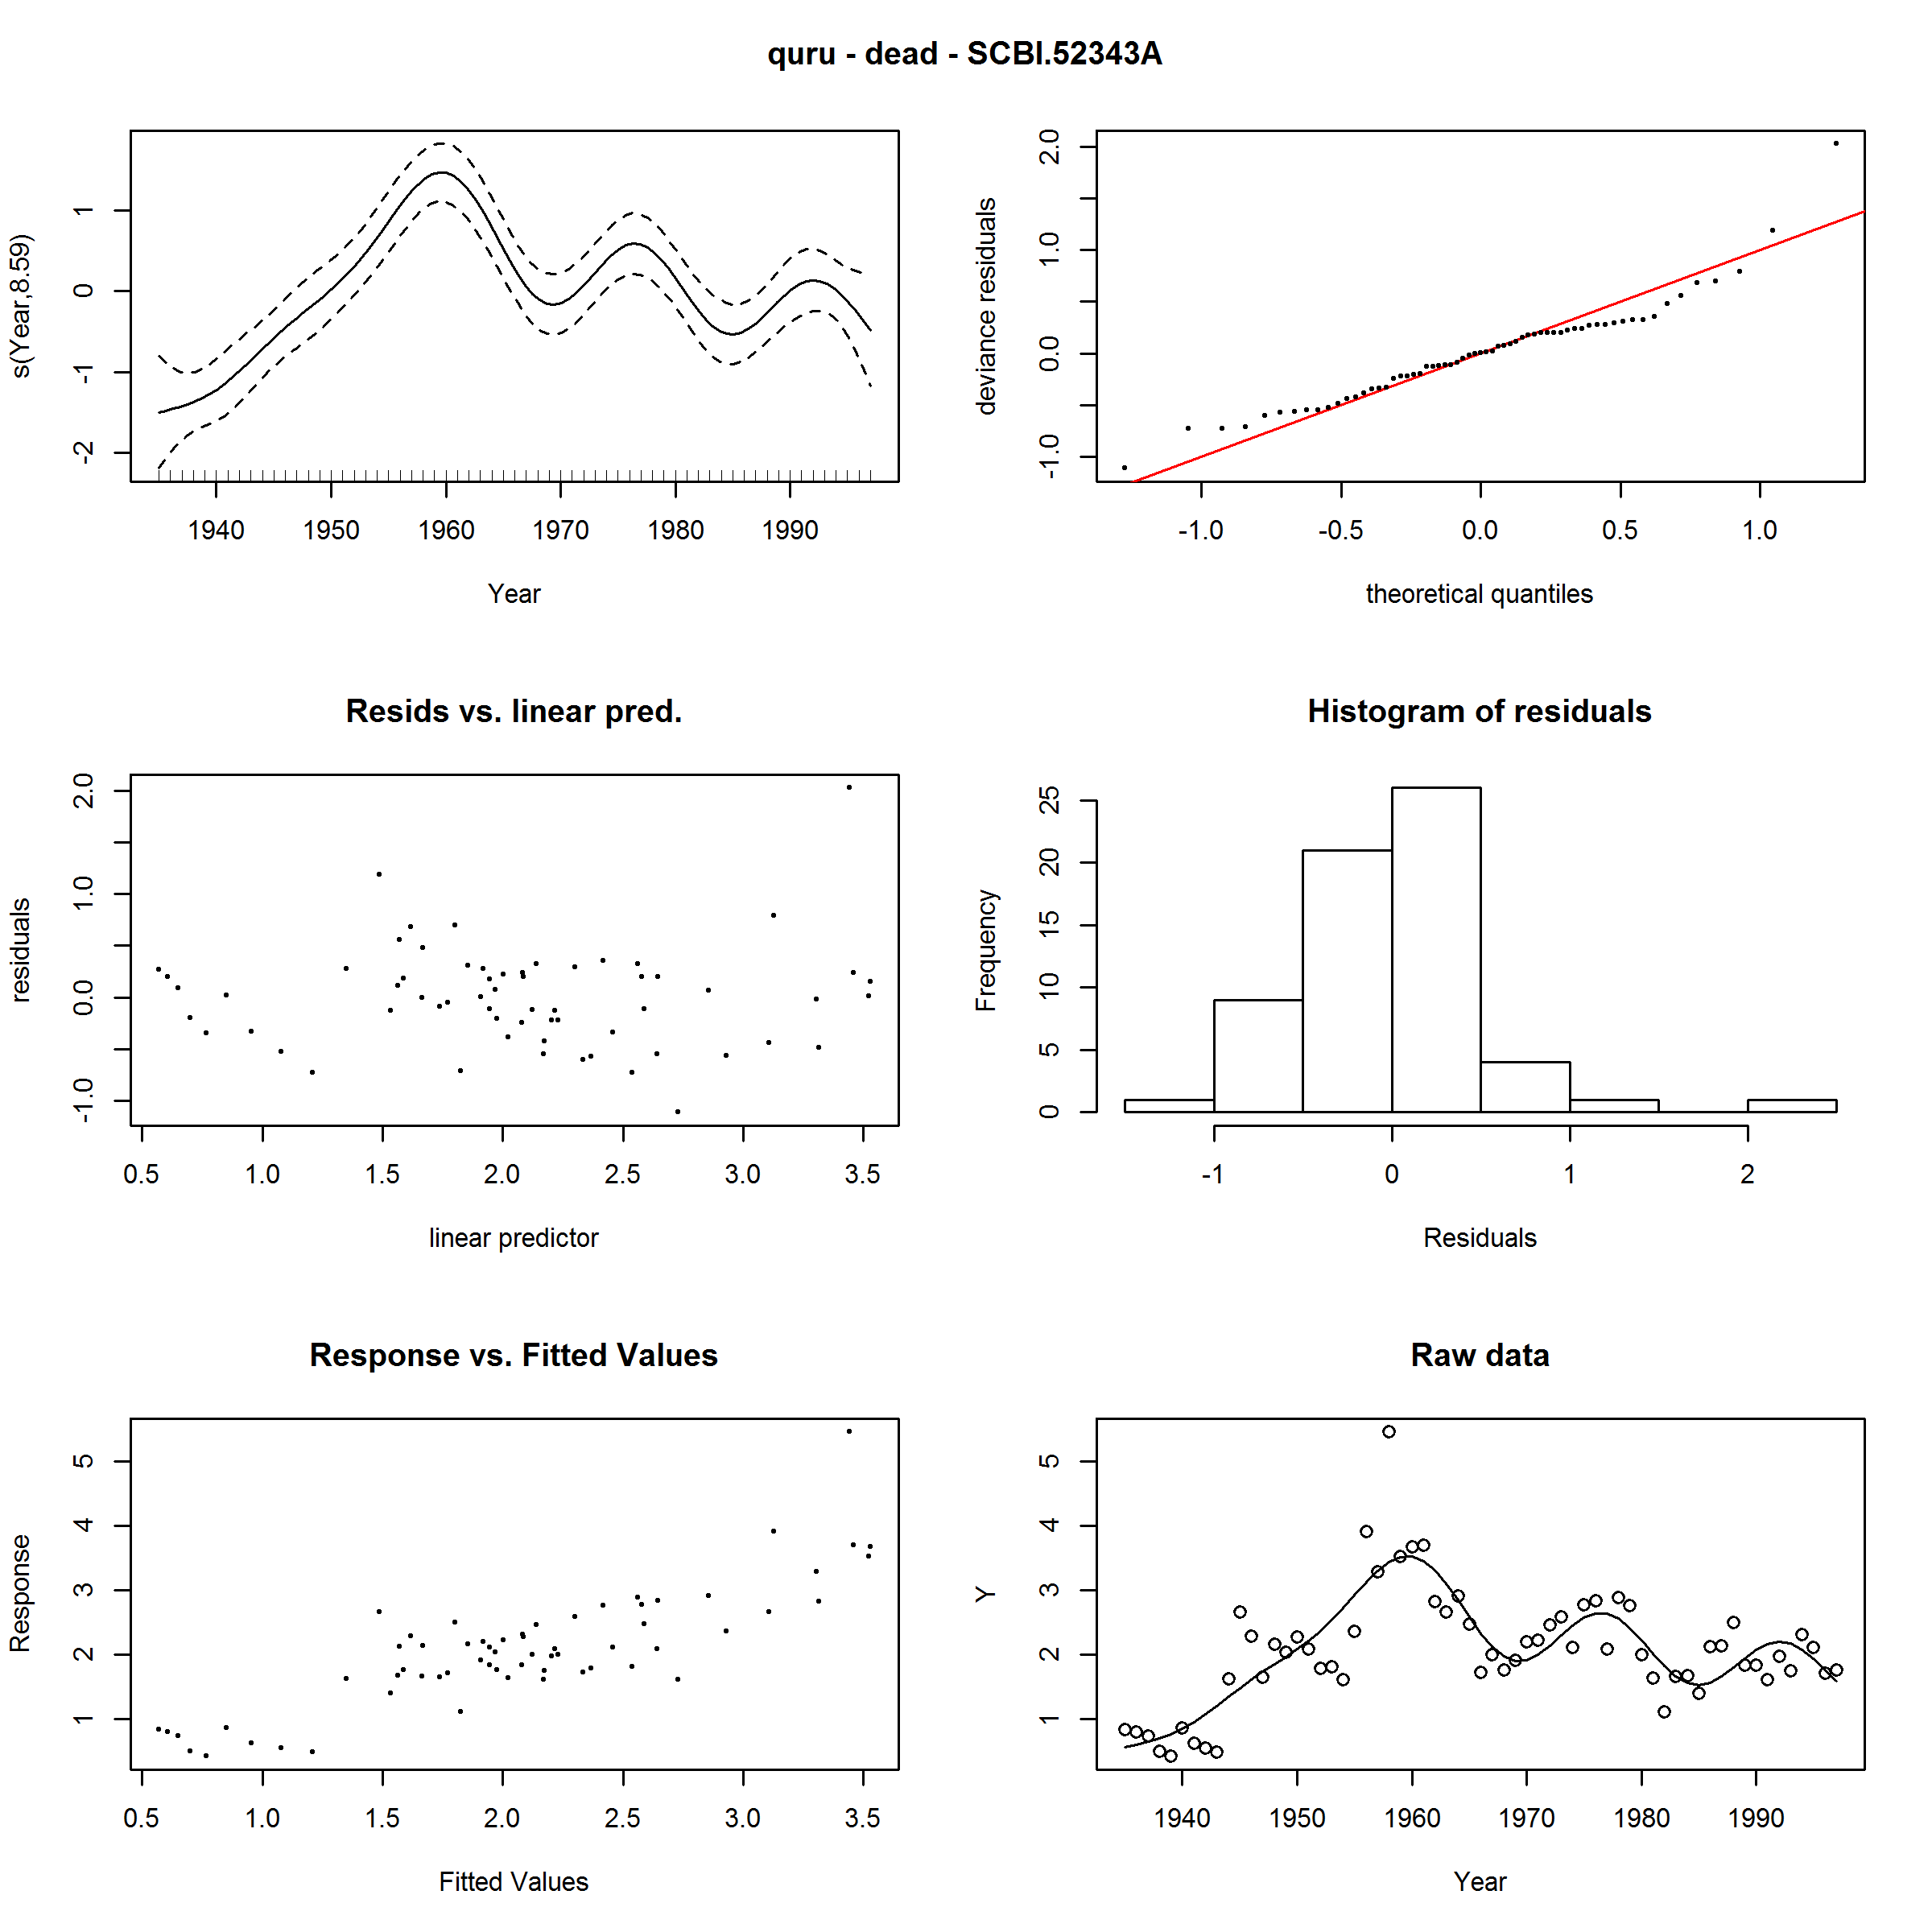 quru - dead - SCBI.52343A
s(Year,8.59)
1
0
-1
-2
1940 1950 1960 1970 1980 1990
Year
deviance residuals
2.0
1.0
0.0
-1.0
-1.0 -0.5 0.0 0.5 1.0
theoretical quantiles
Resids vs. linear pred.
residuals
2.0
1.0
0.0
-1.0
0.5 1.0 1.5 2.0 2.5 3.0 3.5
linear predictor
Histogram of residuals
Frequency
25
20
15
10
5
0
-1 0 1 2
Residuals
Response vs. Fitted Values
Response
5
4
3
2
1
0.5 1.0 1.5 2.0 2.5 3.0 3.5
Fitted Values
Raw data
Y
5
4
3
2
1
1940 1950 1960 1970 1980 1990
Year